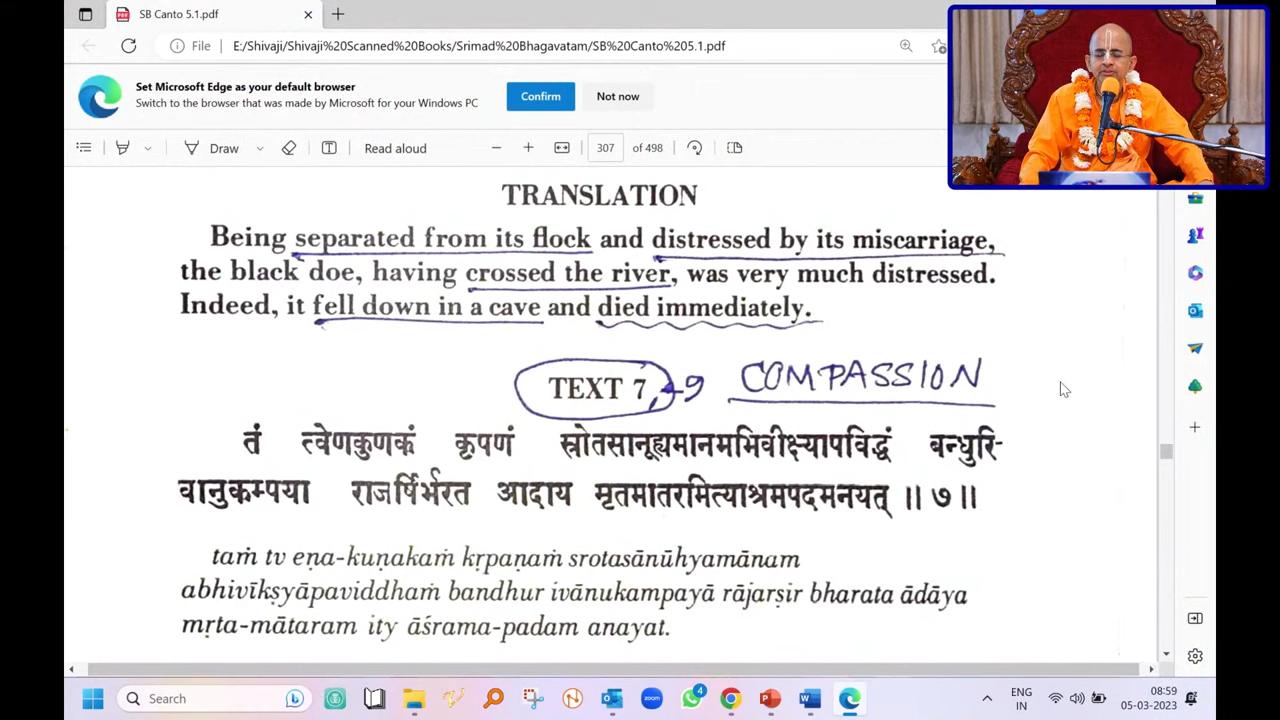 SB Canto 5.1.pdf
File E:/Shivaji/Shivaji%20Scanned%20Books/Srimad%20Bhagavatam/SB%20Canto%205.1.pdf
Set Microsoft Edge as your default browser
Switch to the browser that was made by Microsoft for your Windows PC
Confirm
Not now
Draw
Read aloud
307 of 498
TRANSLATION
Being separated from its flock and distressed by its miscarriage,
the black doe, having crossed the river, was very much distressed.
Indeed, it fell down in a cave and died immediately.
TEXT 7, → 9 COMPASSION
तं त्वेणकुणकं कृपणं स्रोतसानूह्यमानमभिवीक्ष्यापविद्धं बन्धुरि-
वानुकम्पया राजर्षिर्भरत आदाय मृतमातरमित्याश्रमपदमनयत् ॥ ७ ॥
taṁ tv eṇa-kuṇakaṁ kṛpaṇaṁ srotasānūhyamānam
abhivīkṣyāpaviddhaṁ bandhur ivānukampayā rājarṣir bharata ādāya
mṛta-mātaram ity āśrama-padam anayat.
Search
zoom
4
ENG
IN
08:59
05-03-2023